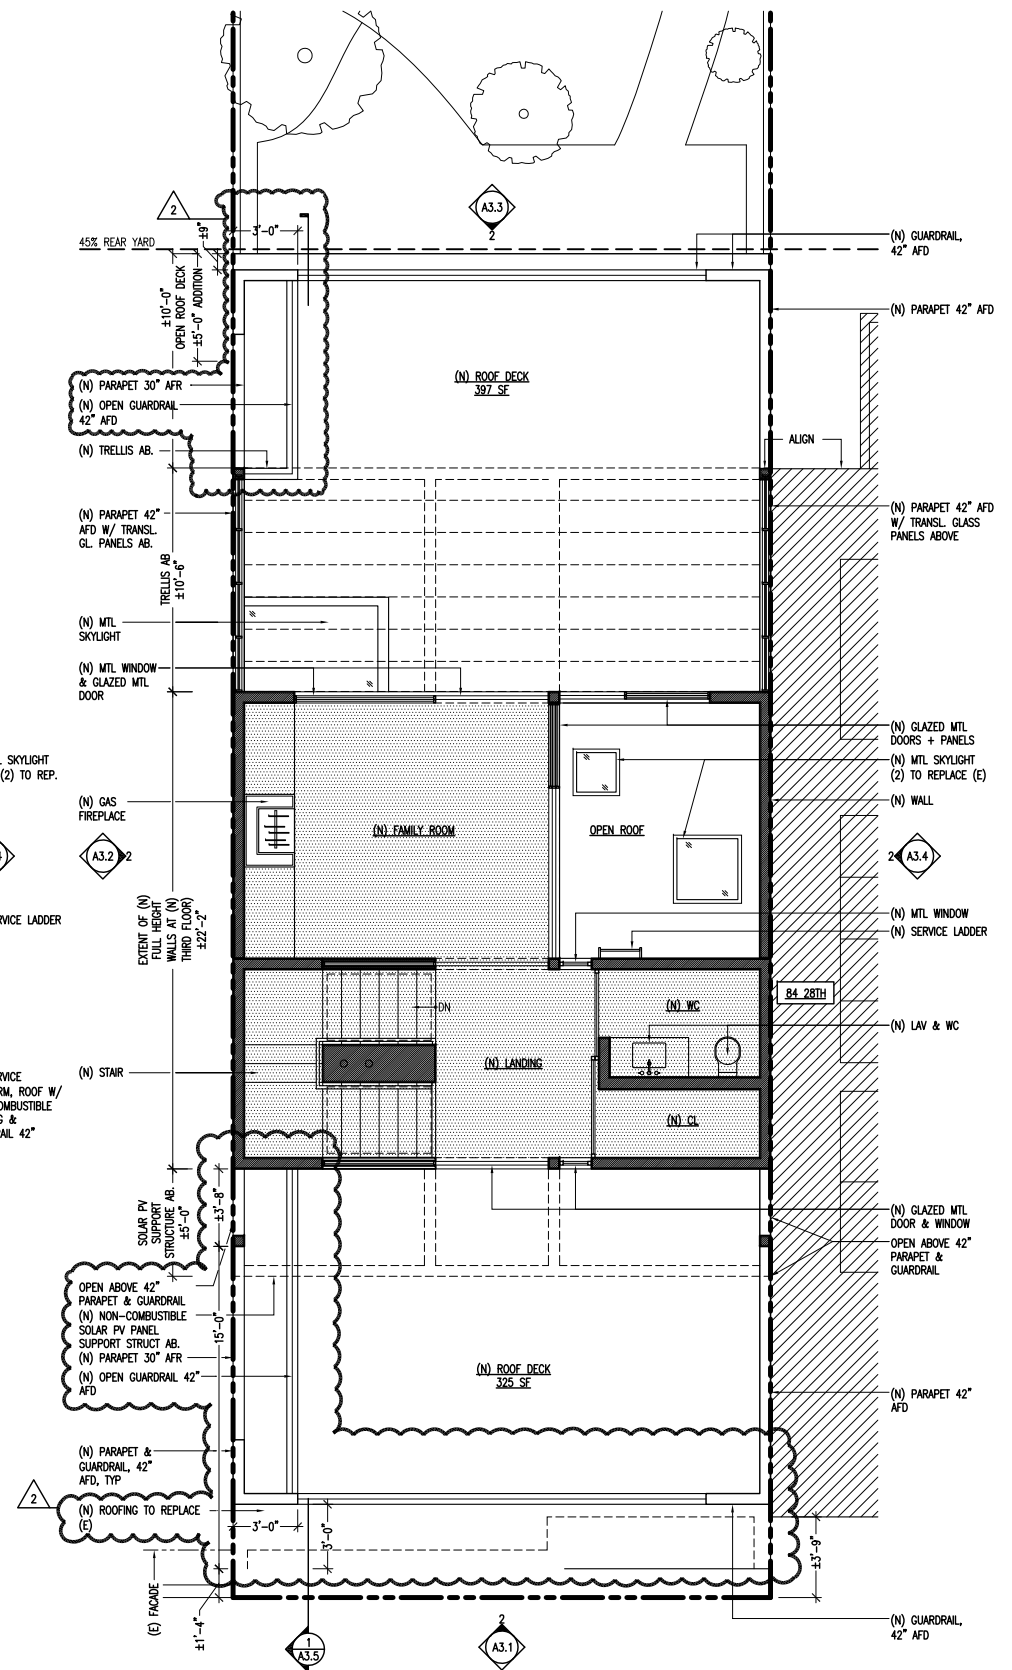 2
±9"
3'-0"
A3.3
2
45% REAR YARD
(N) GUARDRAIL,
42" AFD
±10'-0"
OPEN ROOF DECK
±5'-0" ADDITION
(N) PARAPET 42" AFD
(N) PARAPET 30" AFR
(N) OPEN GUARDRAIL
42" AFD
(N) ROOF DECK
397 SF
(N) TRELLIS AB.
ALIGN
(N) PARAPET 42"
AFD W/ TRANSL.
GL. PANELS AB.
(N) PARAPET 42" AFD
W/ TRANSL. GLASS
PANELS ABOVE
TRELLIS AB
±10'-6"
(N) MTL
SKYLIGHT
(N) MTL WINDOW
& GLAZED MTL
DOOR
(N) GLAZED MTL
DOORS + PANELS
SKYLIGHT
(2) TO REP.
(N) MTL SKYLIGHT
(2) TO REPLACE (E)
(N) GAS
FIREPLACE
(N) WALL
(N) FAMILY ROOM
OPEN ROOF
A3.2
2
2
A3.4
EXTENT OF (N)
FULL HEIGHT
WALLS AT (N)
THIRD FLOOR)
±22'-2"
RVICE LADDER
(N) MTL WINDOW
(N) SERVICE LADDER
84 28TH
DN
(N) WC
(N) LAV & WC
(N) LANDING
(N) STAIR
RVICE
RM, ROOF W/
OMBUSTIBLE
G &
AIL 42"
(N) CL
SOLAR PV
SUPPORT
STRUCTURE AB.
±5'-0"
±3'-8"
(N) GLAZED MTL
DOOR & WINDOW
OPEN ABOVE 42"
PARAPET &
GUARDRAIL
OPEN ABOVE 42"
PARAPET & GUARDRAIL
(N) NON-COMBUSTIBLE
SOLAR PV PANEL
SUPPORT STRUCT AB.
(N) PARAPET 30" AFR
(N) OPEN GUARDRAIL 42"
AFD
15'-0"
(N) ROOF DECK
325 SF
(N) PARAPET 42"
AFD
(N) PARAPET &
GUARDRAIL, 42"
AFD, TYP
2
(N) ROOFING TO REPLACE
(E)
3'-0"
3'-0"
±3'-9"
(E) FACADE
±1'-4"
1
A3.5
2
A3.1
(N) GUARDRAIL,
42" AFD